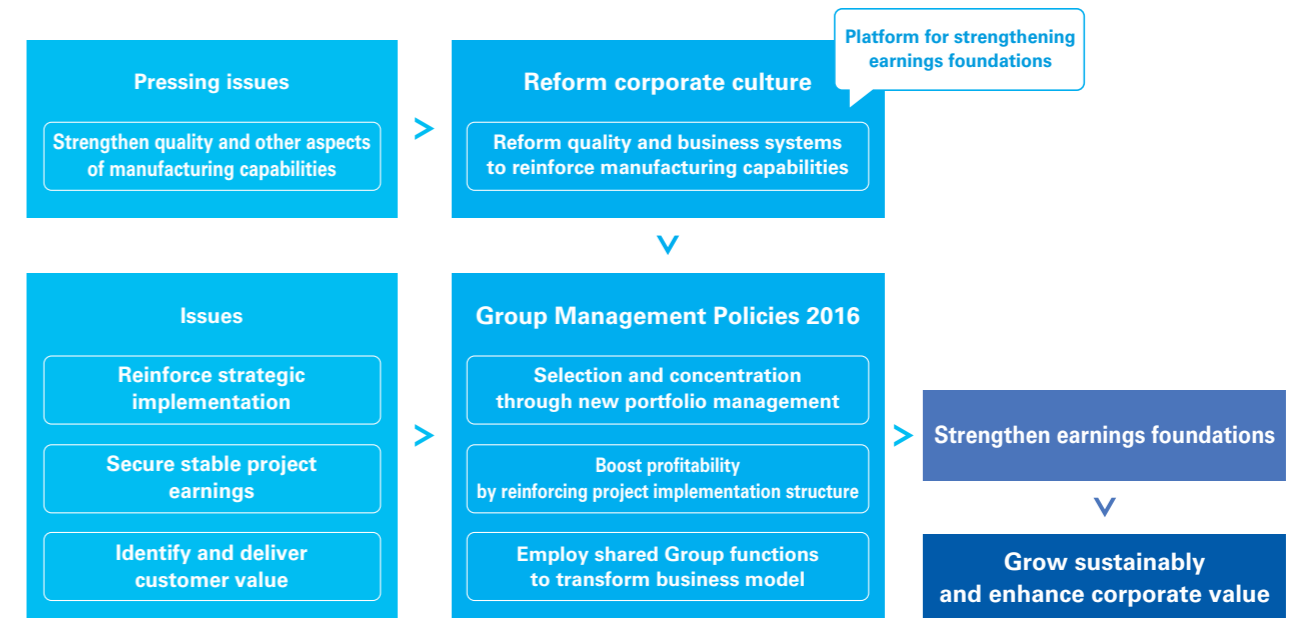 Platform for strengthening
earnings foundations
Pressing issues
Strengthen quality and other aspects
of manufacturing capabilities
>
Reform corporate culture
Reform quality and business systems
to reinforce manufacturing capabilities
Issues
Reinforce strategic
implementation
Secure stable project
earnings
Identify and deliver
customer value
>
Group Management Policies 2016
Selection and concentration
through new portfolio management
Boost profitability
by reinforcing project implementation structure
Employ shared Group functions
to transform business model
>
Strengthen earnings foundations
Grow sustainably
and enhance corporate value